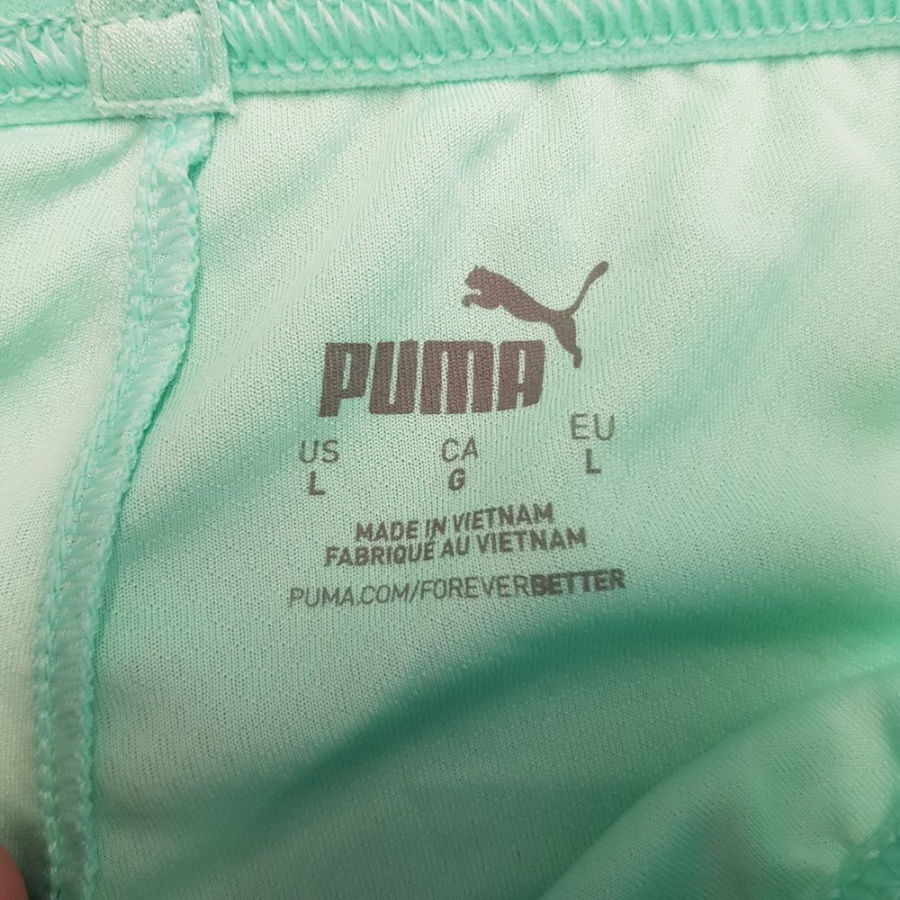 PUMA
US CA EU
L G L
MADE IN VIETNAM
FABRIQUÉ AU VIETNAM
PUMA.COM/FOREVERBETTER